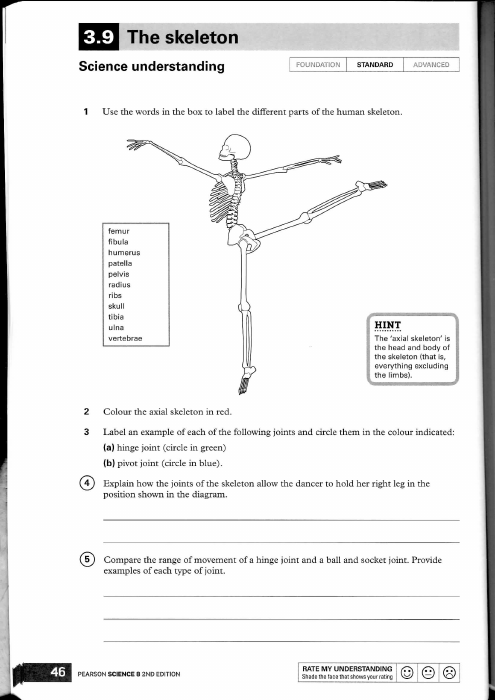 3.9 The skeleton
Science understanding
FOUNDATION STANDARD ADVANCED
1 Use the words in the box to label the different parts of the human skeleton.
femur
fibula
humerus
patella
pelvis
radius
ribs
skull
tibia
ulna
vertebrae
HINT
The 'axial skeleton' is
the head and body of
the skeleton (that is,
everything excluding
the limbs).
2 Colour the axial skeleton in red.
3 Label an example of each of the following joints and circle them in the colour indicated:
(a) hinge joint (circle in green)
(b) pivot joint (circle in blue).
4 Explain how the joints of the skeleton allow the dancer to hold her right leg in the
position shown in the diagram.
5 Compare the range of movement of a hinge joint and a ball and socket joint. Provide
examples of each type of joint.
46 PEARSON SCIENCE 8 2ND EDITION
RATE MY UNDERSTANDING
Shade the face that shows your rating